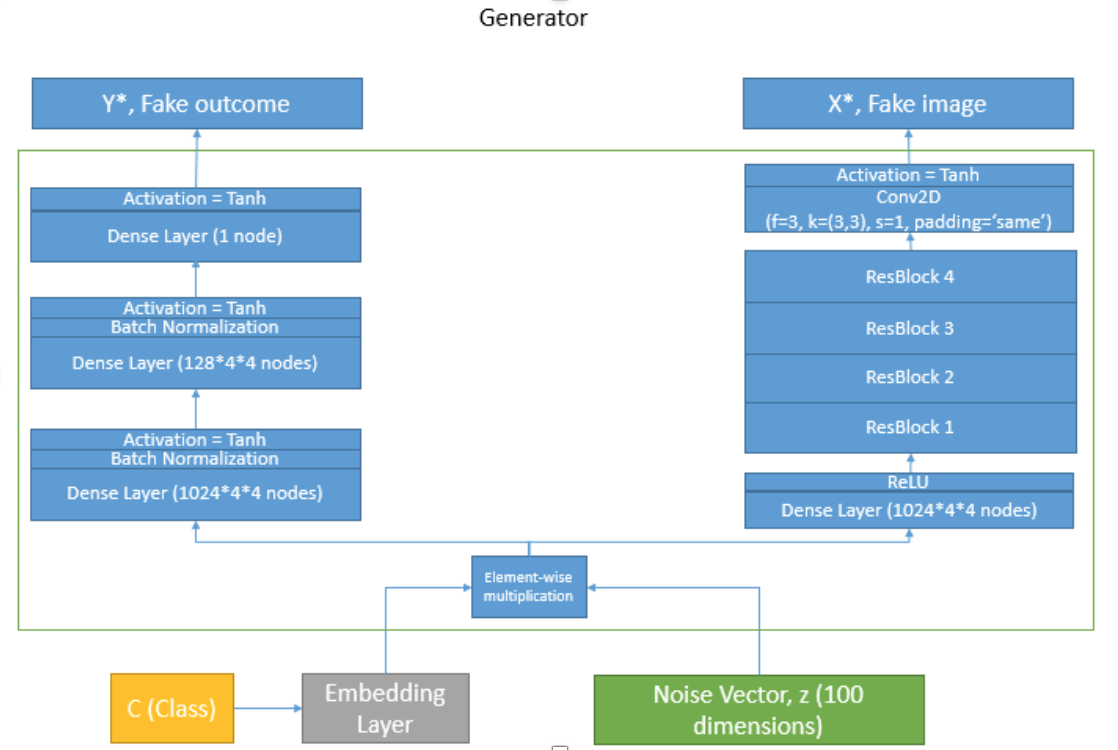 Generator
Y*, Fake outcome
X*, Fake image
Activation = Tanh
Dense Layer (1 node)
Activation = Tanh
Batch Normalization
Dense Layer (128*4*4 nodes)
Activation = Tanh
Batch Normalization
Dense Layer (1024*4*4 nodes)
Activation = Tanh
Conv2D
(f=3, k=(3,3), s=1, padding=‘same’)
ResBlock 4
ResBlock 3
ResBlock 2
ResBlock 1
ReLU
Dense Layer (1024*4*4 nodes)
Element-wise
multiplication
C (Class)
Embedding
Layer
Noise Vector, z (100
dimensions)